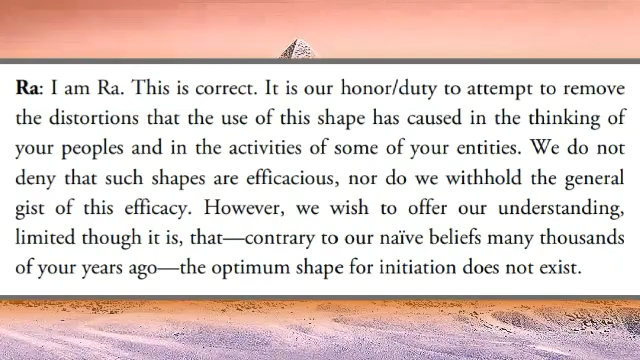 Ra: I am Ra. This is correct. It is our honor/duty to attempt to remove
the distortions that the use of this shape has caused in the thinking of
your peoples and in the activities of some of your entities. We do not
deny that such shapes are efficacious, nor do we withhold the general
gist of this efficacy. However, we wish to offer our understanding,
limited though it is, that—contrary to our naïve beliefs many thousands
of your years ago—the optimum shape for initiation does not exist.